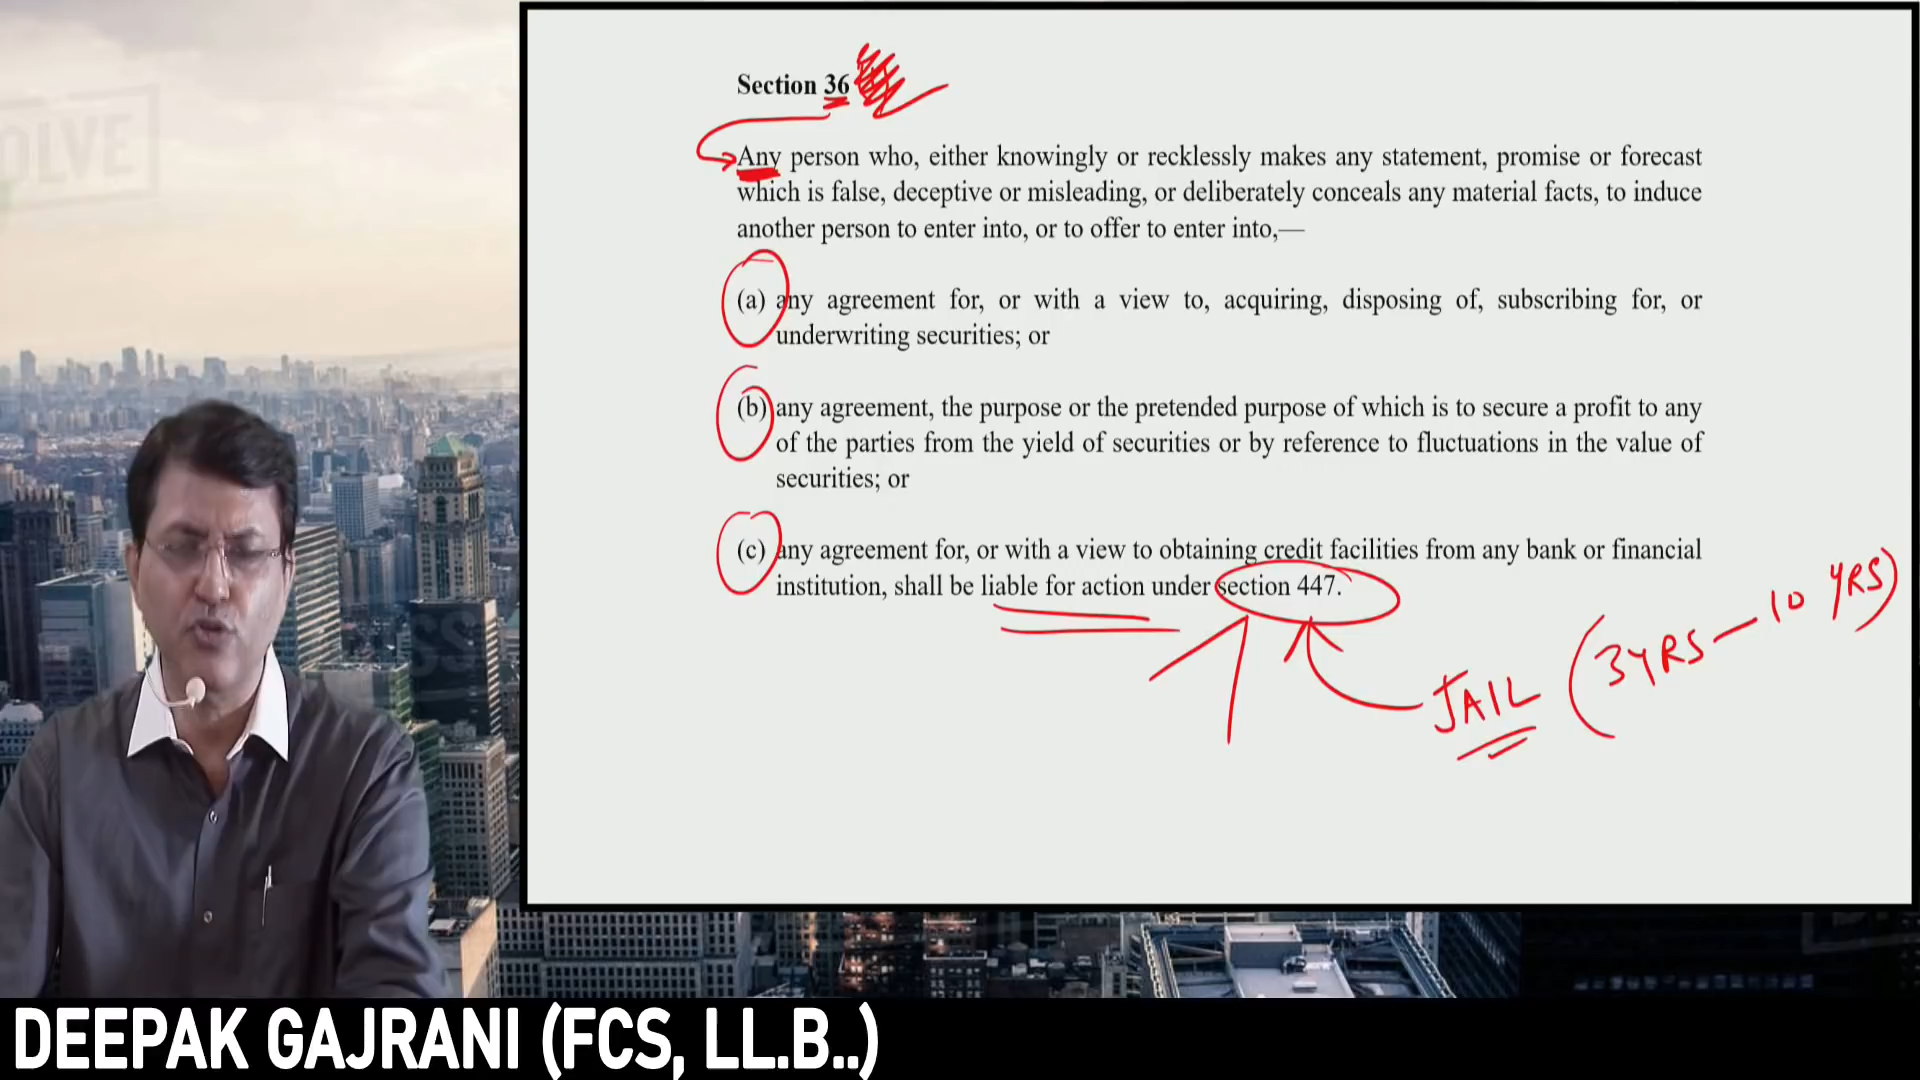 OLVE
Section 36
Any person who, either knowingly or recklessly makes any statement, promise or forecast
which is false, deceptive or misleading, or deliberately conceals any material facts, to induce
another person to enter into, or to offer to enter into,—
(a) any agreement for, or with a view to, acquiring, disposing of, subscribing for, or
underwriting securities; or
(b) any agreement, the purpose or the pretended purpose of which is to secure a profit to any
of the parties from the yield of securities or by reference to fluctuations in the value of
securities; or
(c) any agreement for, or with a view to obtaining credit facilities from any bank or financial
institution, shall be liable for action under section 447.
JAIL (3YRS — 10 YRS)
DEEPAK GAJRANI (FCS, LL.B..)